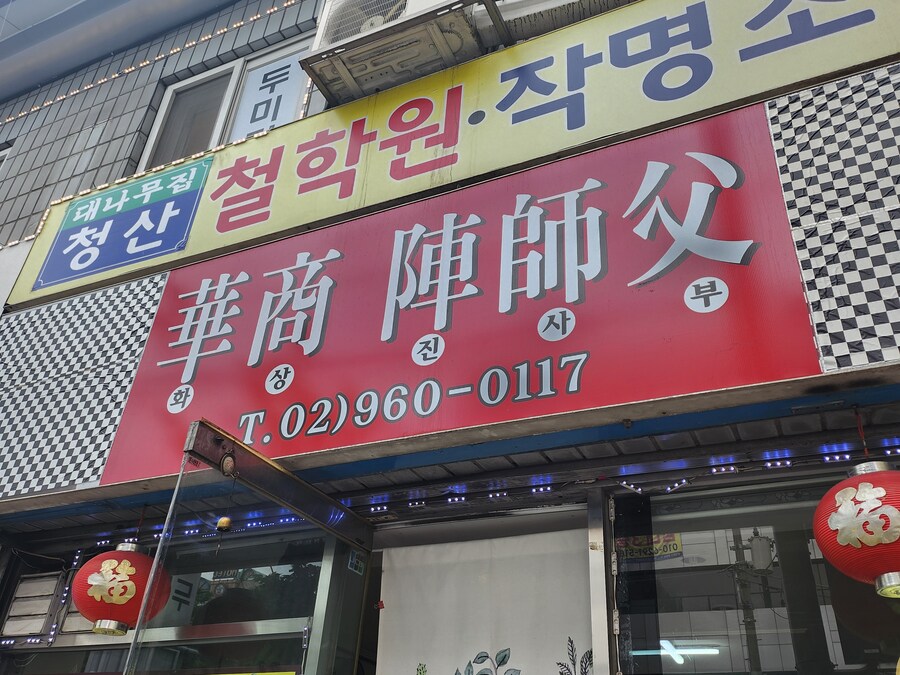 두미
대나무집
청산
철학원·작명소
華商 陣師父
화상 진사부
T. 02)960-0117
福
福